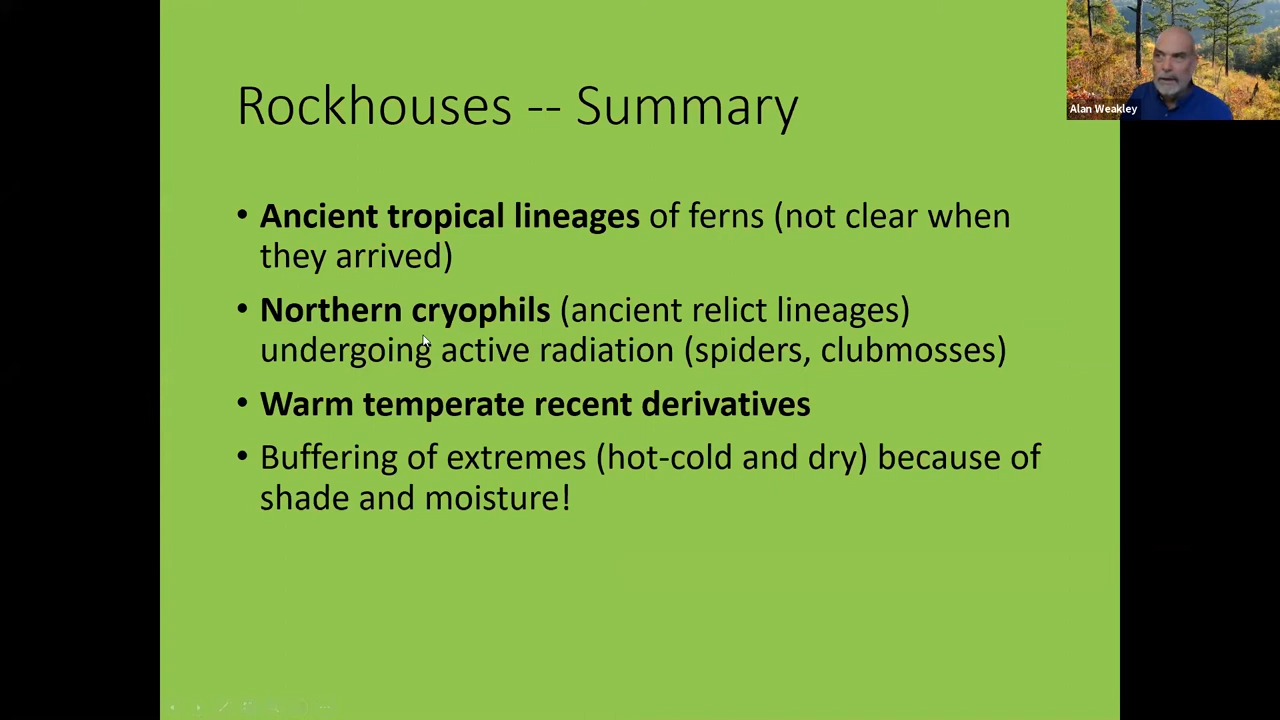 Rockhouses -- Summary
Alan Weakley
• Ancient tropical lineages of ferns (not clear when
they arrived)
• Northern cryophils (ancient relict lineages)
undergoing active radiation (spiders, clubmosses)
• Warm temperate recent derivatives
• Buffering of extremes (hot-cold and dry) because of
shade and moisture!